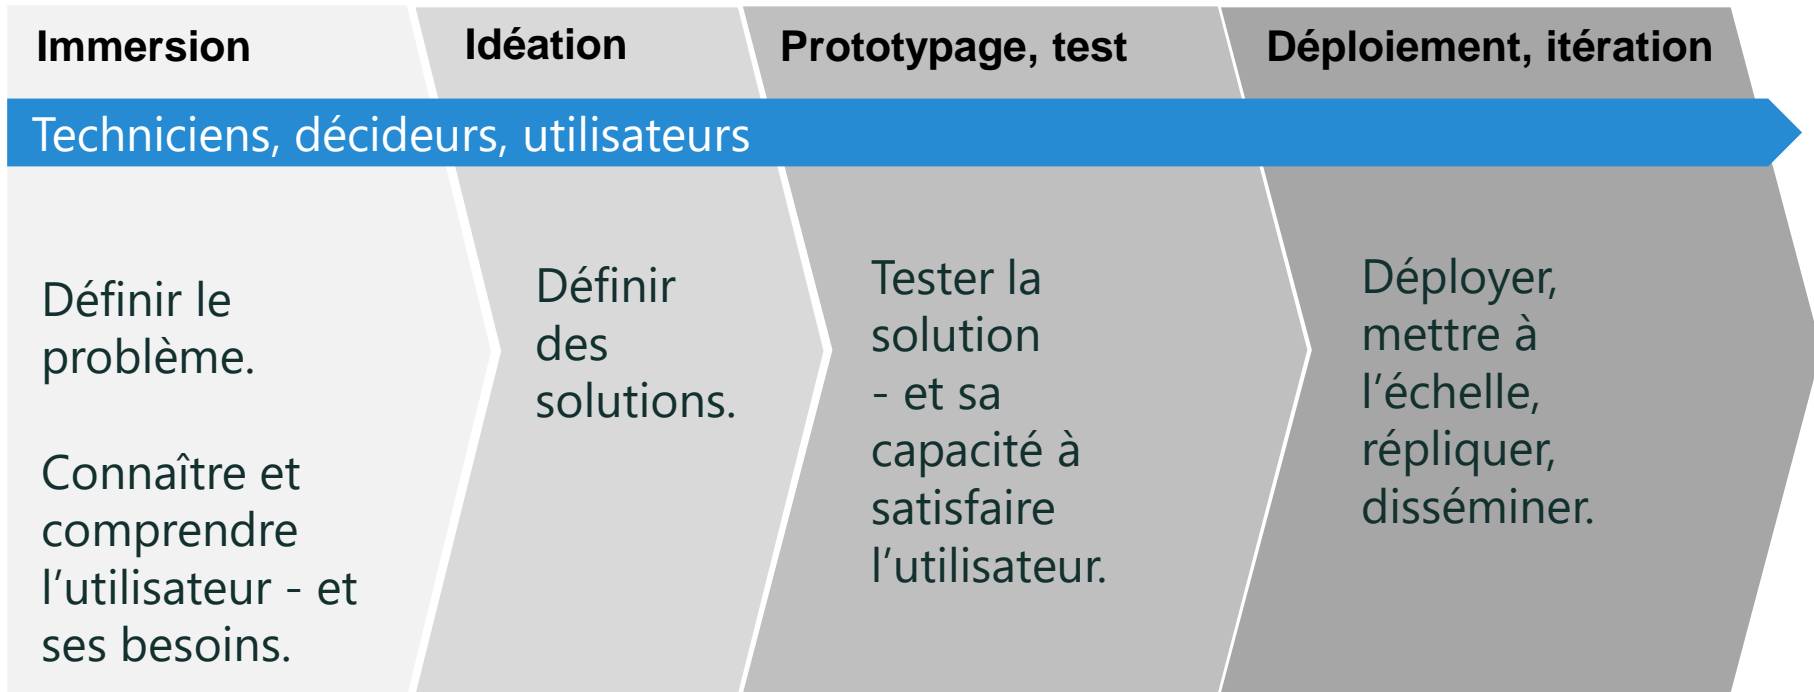 Immersion
Idéation
Prototypage, test
Déploiement, itération
Techniciens, décideurs, utilisateurs
Définir le
problème.
Connaître et
comprendre
l’utilisateur - et
ses besoins.
Définir
des
solutions.
Tester la
solution
- et sa
capacité à
satisfaire
l’utilisateur.
Déployer,
mettre à
l’échelle,
répliquer,
disséminer.